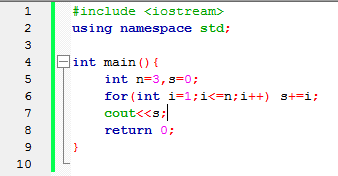 1 #include <iostream>
2 using namespace std;
3
4 int main(){
5 int n=3,s=0;
6 for(int i=1;i<=n;i++) s+=i;
7 cout<<s;
8 return 0;
9 }
10